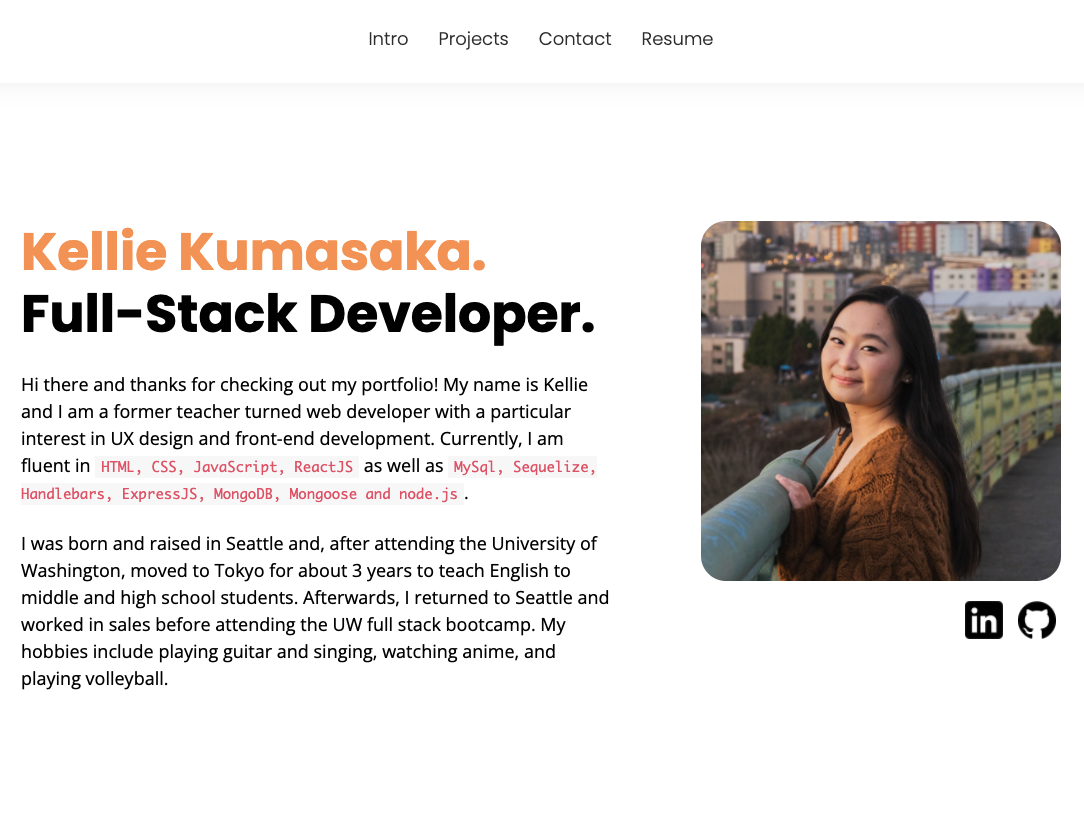 Intro Projects Contact Resume
Kellie Kumasaka.
Full-Stack Developer.
Hi there and thanks for checking out my portfolio! My name is Kellie
and I am a former teacher turned web developer with a particular
interest in UX design and front-end development. Currently, I am
fluent in HTML, CSS, JavaScript, ReactJS as well as MySql, Sequelize,
Handlebars, ExpressJS, MongoDB, Mongoose and node.js .
I was born and raised in Seattle and, after attending the University of
Washington, moved to Tokyo for about 3 years to teach English to
middle and high school students. Afterwards, I returned to Seattle and
worked in sales before attending the UW full stack bootcamp. My
hobbies include playing guitar and singing, watching anime, and
playing volleyball.
in